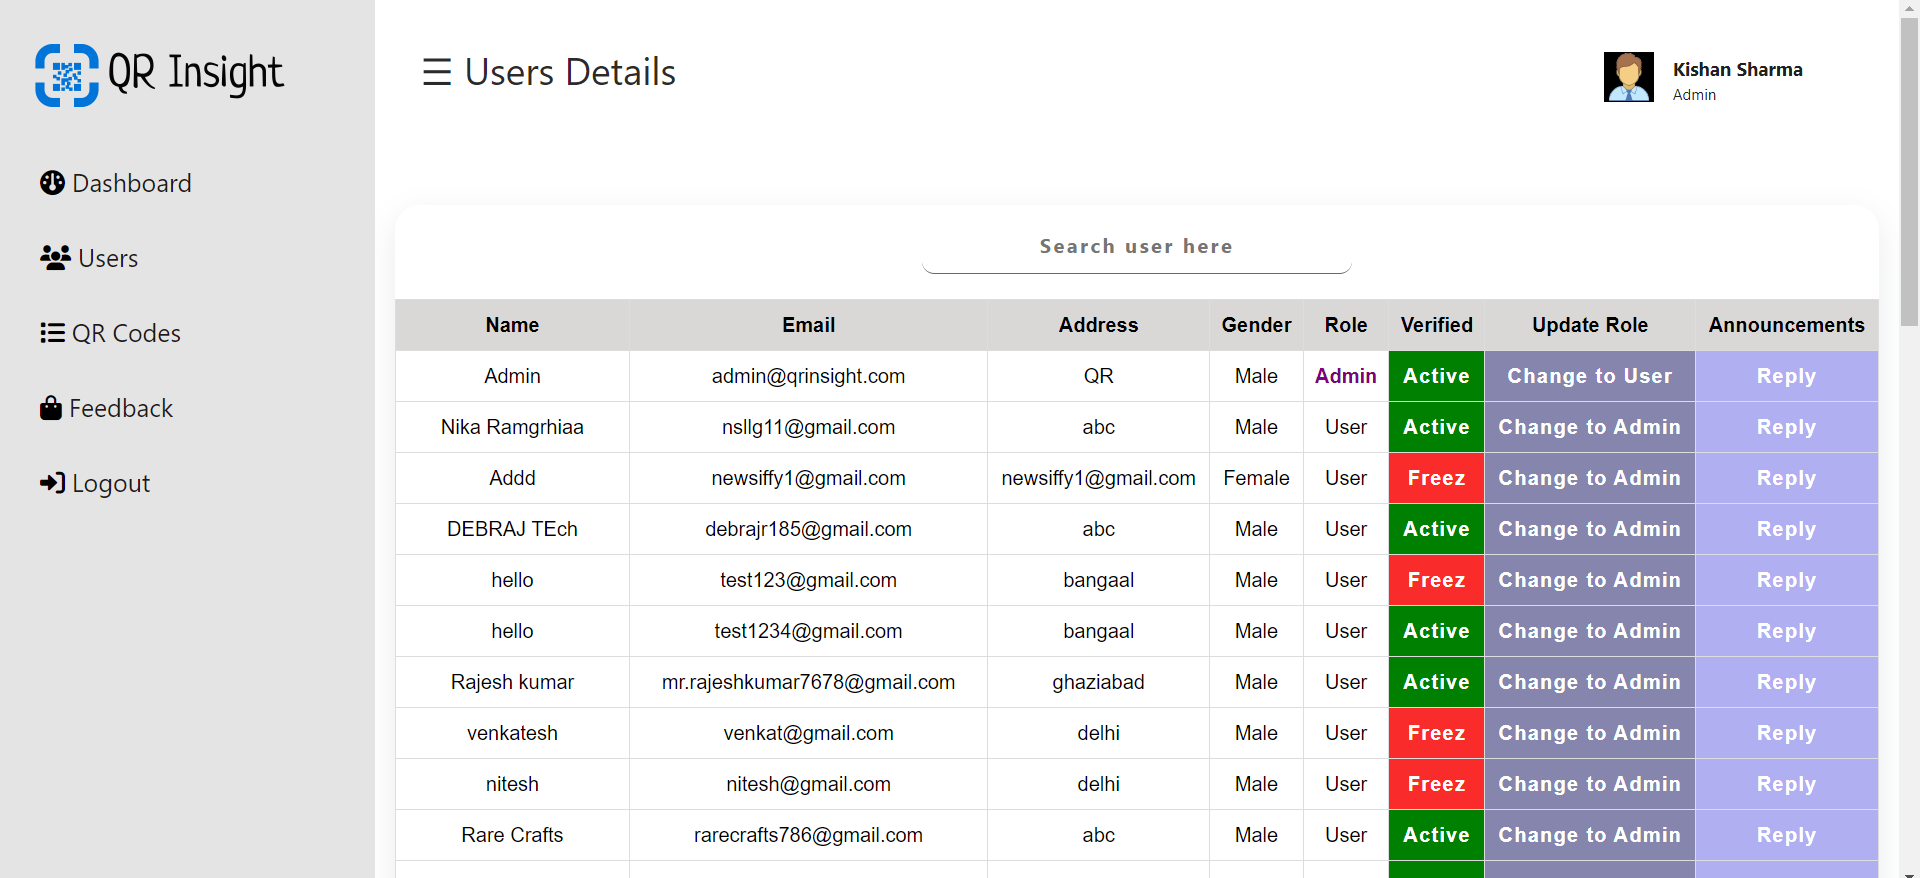 QR Insight
Dashboard
Users
QR Codes
Feedback
Logout
☰ Users Details
Kishan Sharma
Admin
Search user here
Name Email Address Gender Role Verified Update Role Announcements
Admin admin@qrinsight.com QR Male Admin Active Change to User Reply
Nika Ramgrhiaa nsllg11@gmail.com abc Male User Active Change to Admin Reply
Addd newsiffy1@gmail.com newsiffy1@gmail.com Female User Freez Change to Admin Reply
DEBRAJ TEch debrajr185@gmail.com abc Male User Active Change to Admin Reply
hello test123@gmail.com bangaal Male User Freez Change to Admin Reply
hello test1234@gmail.com bangaal Male User Active Change to Admin Reply
Rajesh kumar mr.rajeshkumar7678@gmail.com ghaziabad Male User Active Change to Admin Reply
venkatesh venkat@gmail.com delhi Male User Freez Change to Admin Reply
nitesh nitesh@gmail.com delhi Male User Freez Change to Admin Reply
Rare Crafts rarecrafts786@gmail.com abc Male User Active Change to Admin Reply